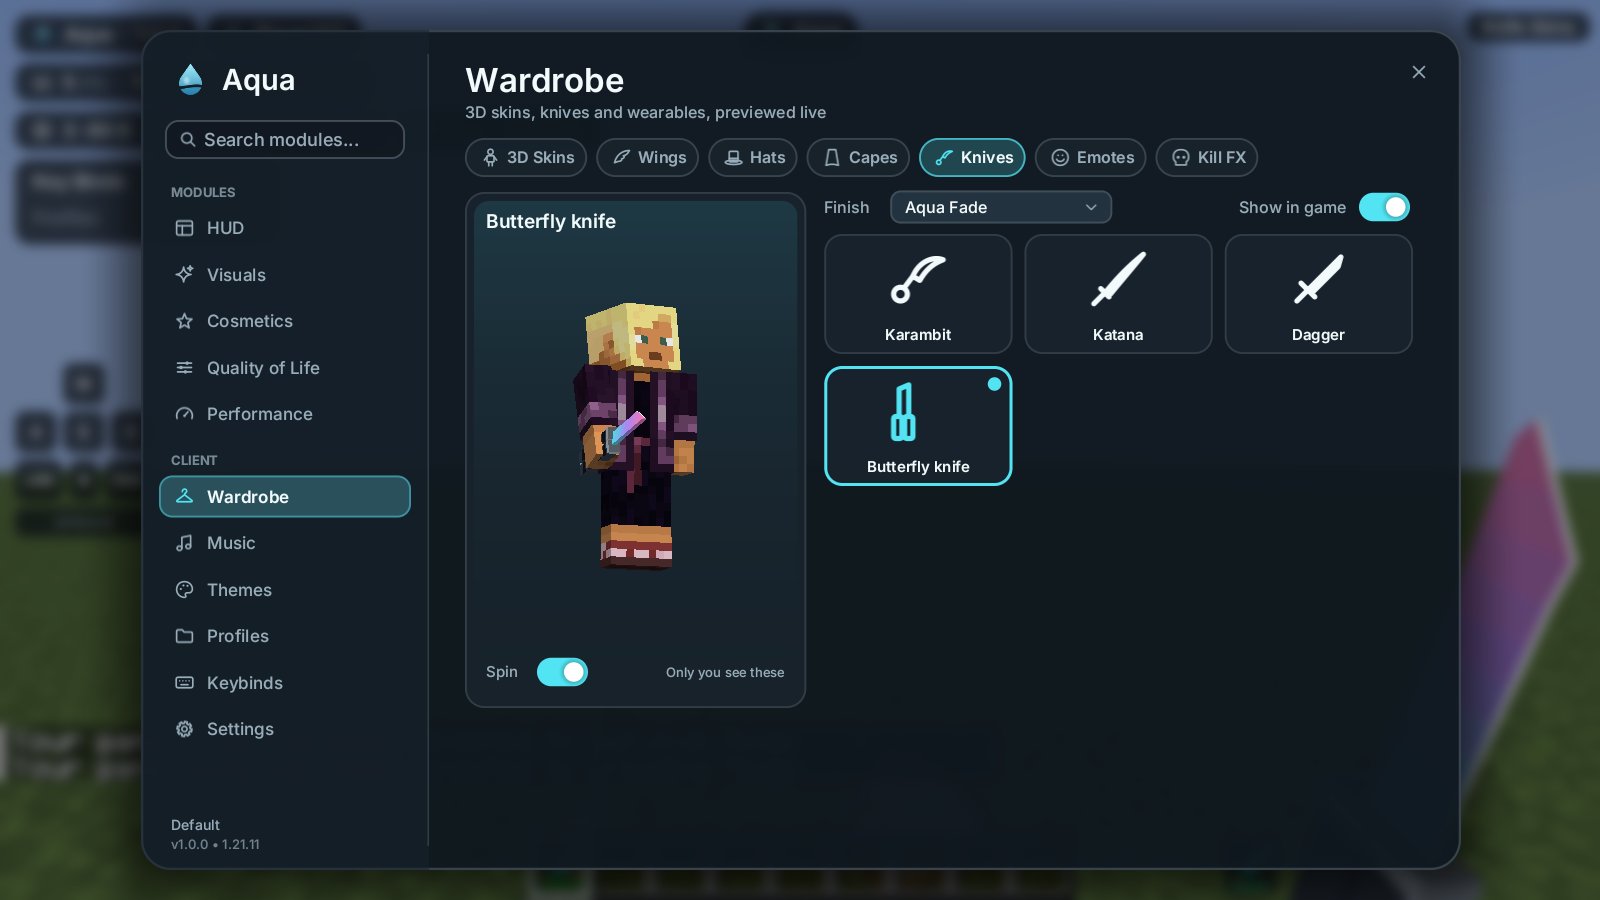 Aqua
Search modules...
MODULES
HUD
Visuals
Cosmetics
Quality of Life
Performance
CLIENT
Wardrobe
Music
Themes
Profiles
Keybinds
Settings
Default
v1.0.0 • 1.21.11
Wardrobe
3D skins, knives and wearables, previewed live
3D Skins
Wings
Hats
Capes
Knives
Emotes
Kill FX
Butterfly knife
Spin
Only you see these
Finish
Aqua Fade
Show in game
Karambit
Katana
Dagger
Butterfly knife